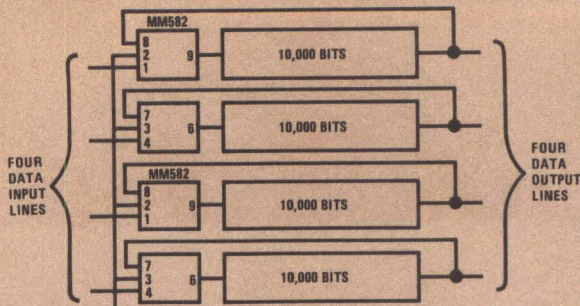 MM582
8
2
1
9
10,000 BITS
7
3
4
6
10,000 BITS
MM582
8
2
1
9
10,000 BITS
7
3
4
6
10,000 BITS
FOUR
DATA
INPUT
LINES
FOUR
DATA
OUTPUT
LINES